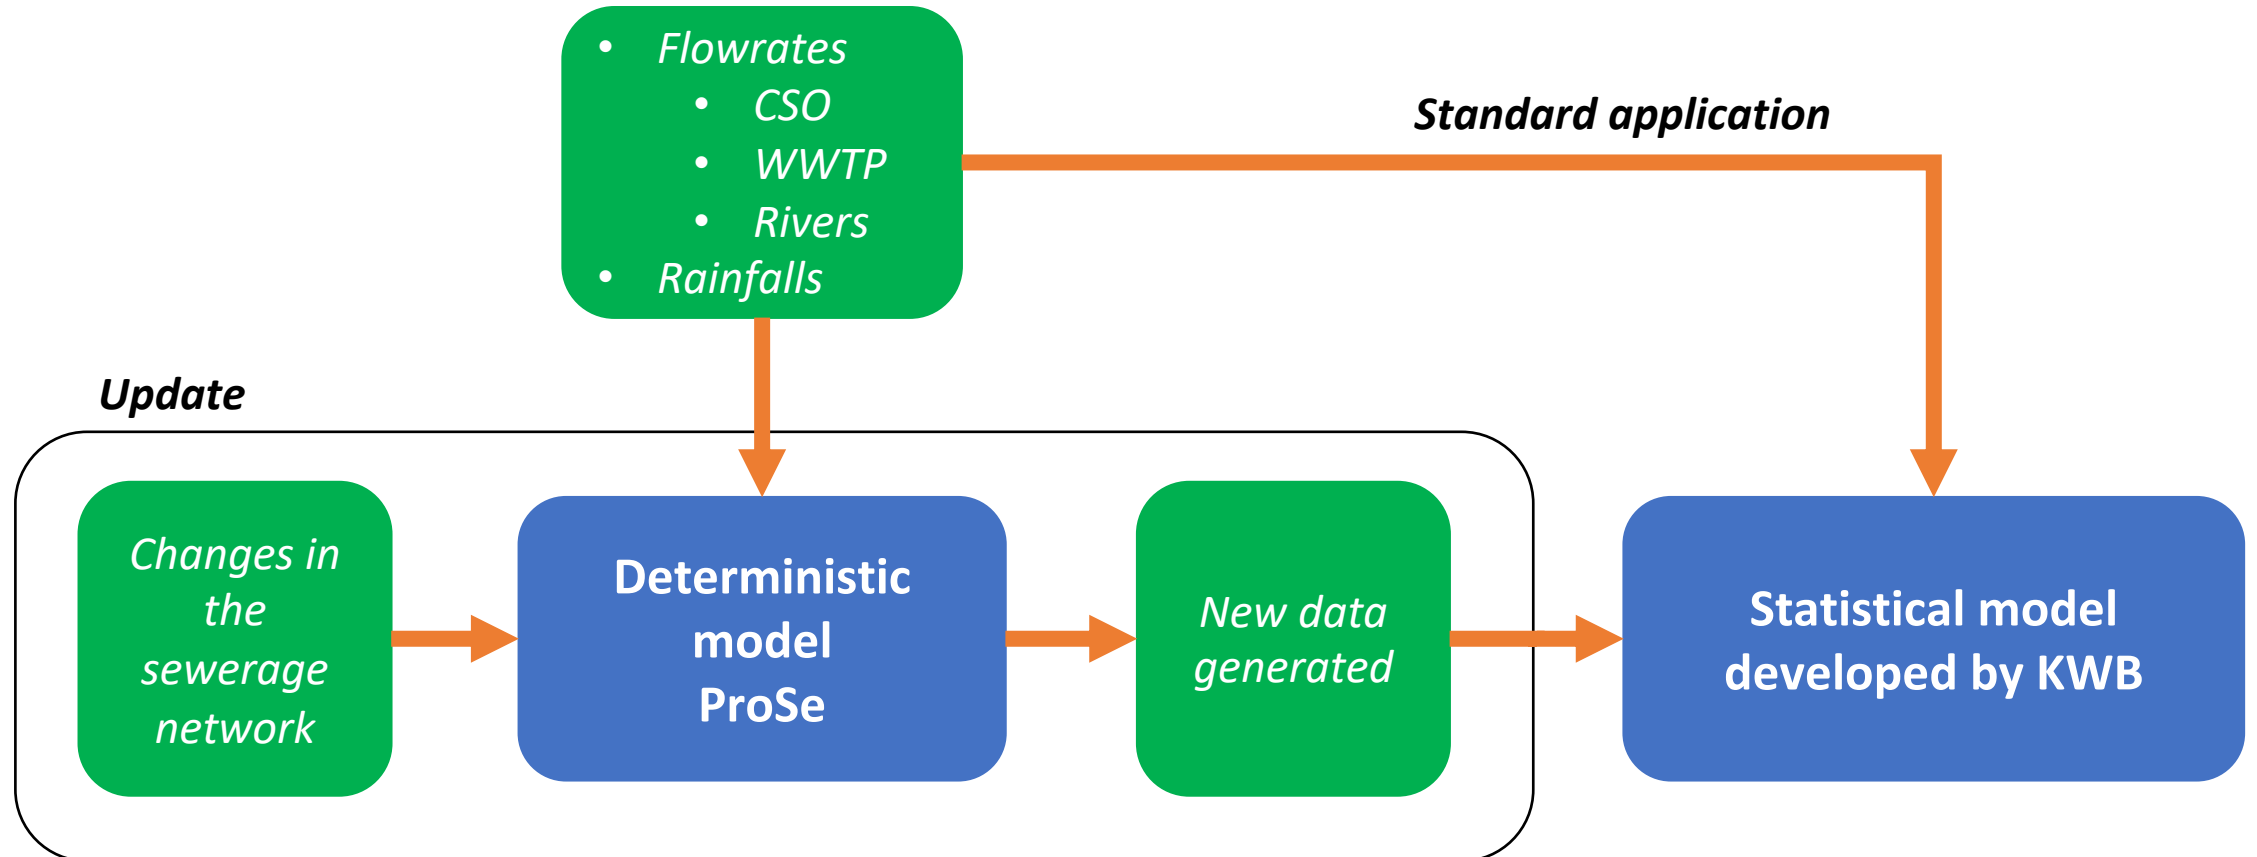 • Flowrates
• CSO
• WWTP
• Rivers
• Rainfalls
Standard application
Update
Changes in
the
sewerage
network
Deterministic
model
ProSe
New data
generated
Statistical model
developed by KWB